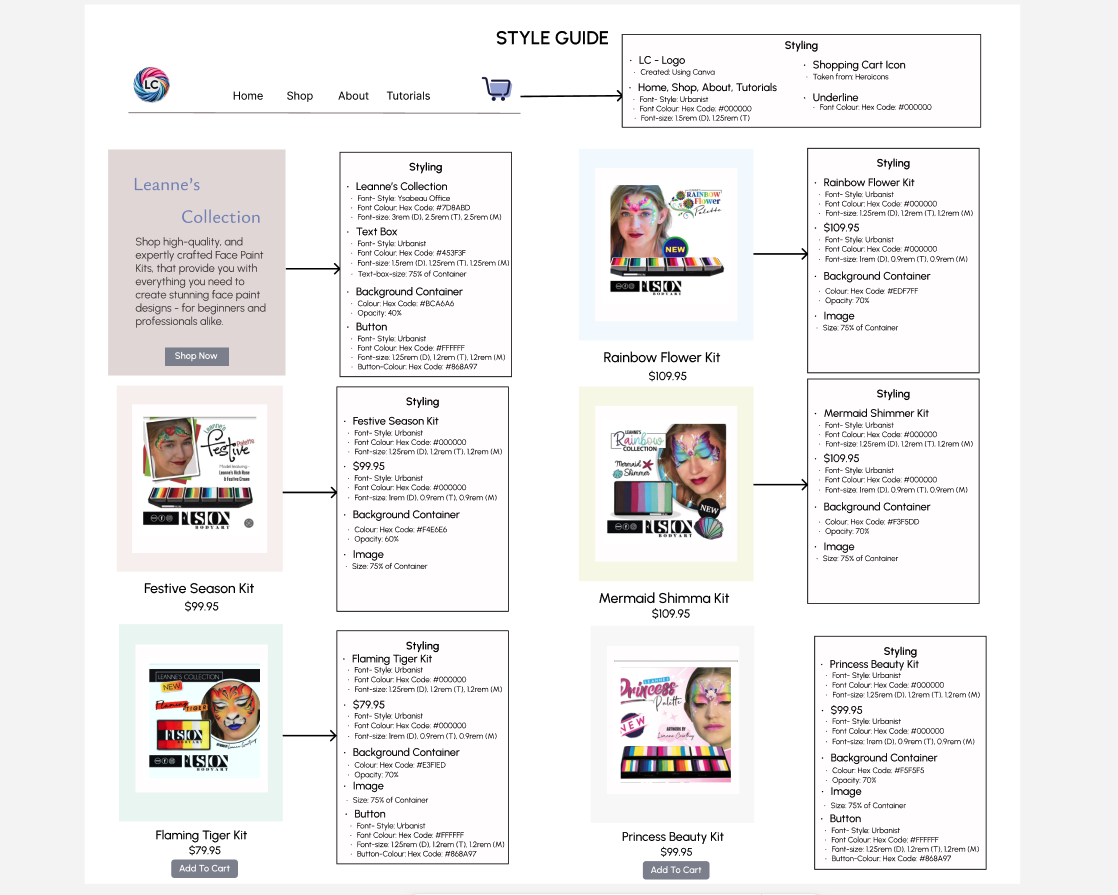 STYLE GUIDE
LC
Home
Shop
About
Tutorials
Styling
· LC - Logo
· Created: Using Canva
· Home, Shop, About, Tutorials
· Font- Style: Urbanist
· Font Colour: Hex Code: #000000
· Font-size: 1.5rem (D), 1.25rem (T)
· Shopping Cart Icon
· Taken from: Heroicons
· Underline
· Font Colour: Hex Code: #000000
Leanne's
Collection
Shop high-quality, and
expertly crafted Face Paint
Kits, that provide you with
everything you need to
create stunning face paint
designs - for beginners and
professionals alike.
Shop Now
Styling
· Leanne's Collection
· Font- Style: Ysabeau Office
· Font Colour: Hex Code: #7D8ABD
· Font-size: 3rem (D), 2.5rem (T), 2.5rem (M)
· Text Box
· Font- Style: Urbanist
· Font Colour: Hex Code: #453F3F
· Font-size: 1.5rem (D), 1.25rem (T), 1.25rem (M)
· Text-box-size: 75% of Container
· Background Container
· Colour: Hex Code: #BCA6A6
· Opacity: 40%
· Button
· Font- Style: Urbanist
· Font Colour: Hex Code: #FFFFFF
· Font-size: 1.25rem (D), 1.2rem (T), 1.2rem (M)
· Button-Colour: Hex Code: #868A97
RAINBOW
Flower
Palette
NEW
FUSION
BODYART
Rainbow Flower Kit
$109.95
Styling
· Rainbow Flower Kit
· Font- Style: Urbanist
· Font Colour: Hex Code: #000000
· Font-size: 1.25rem (D), 1.2rem (T), 1.2rem (M)
· $109.95
· Font- Style: Urbanist
· Font Colour: Hex Code: #000000
· Font-size: 1rem (D), 0.9rem (T), 0.9rem (M)
· Background Container
· Colour: Hex Code: #EDF7FF
· Opacity: 70%
· Image
· Size: 75% of Container
Leanne's
Festive
Palette
Model featuring -
Leanne's Rich Rose
& Festive Crown
FUSION
BODYART
Festive Season Kit
$99.95
Styling
· Festive Season Kit
· Font- Style: Urbanist
· Font Colour: Hex Code: #000000
· Font-size: 1.25rem (D), 1.2rem (T), 1.2rem (M)
· $99.95
· Font- Style: Urbanist
· Font Colour: Hex Code: #000000
· Font-size: 1rem (D), 0.9rem (T), 0.9rem (M)
· Background Container
· Colour: Hex Code: #F4E6E6
· Opacity: 60%
· Image
· Size: 75% of Container
LEANNE'S
Rainbow
COLLECTION
Mermaid
Shimmer
NEW
FUSION
BODYART
Mermaid Shimma Kit
$109.95
Styling
· Mermaid Shimmer Kit
· Font- Style: Urbanist
· Font Colour: Hex Code: #000000
· Font-size: 1.25rem (D), 1.2rem (T), 1.2rem (M)
· $109.95
· Font- Style: Urbanist
· Font Colour: Hex Code: #000000
· Font-size: 1rem (D), 0.9rem (T), 0.9rem (M)
· Background Container
· Colour: Hex Code: #F3F5DD
· Opacity: 70%
· Image
· Size: 75% of Container
LEANNE'S COLLECTION
NEW!
Flaming
TIGER
FUSION
BODYART
FUSION
BODYART
Flaming Tiger Kit
$79.95
Add To Cart
Styling
· Flaming Tiger Kit
· Font- Style: Urbanist
· Font Colour: Hex Code: #000000
· Font-size: 1.25rem (D), 1.2rem (T), 1.2rem (M)
· $79.95
· Font- Style: Urbanist
· Font Colour: Hex Code: #000000
· Font-size: 1rem (D), 0.9rem (T), 0.9rem (M)
· Background Container
· Colour: Hex Code: #E3F1ED
· Opacity: 70%
· Image
· Size: 75% of Container
· Button
· Font- Style: Urbanist
· Font Colour: Hex Code: #FFFFFF
· Font-size: 1.25rem (D), 1.2rem (T), 1.2rem (M)
· Button-Colour: Hex Code: #868A97
LEANNE'S
Princess
Palette
NEW
FUSION
BODYART
Princess Beauty Kit
$99.95
Add To Cart
Styling
· Princess Beauty Kit
· Font- Style: Urbanist
· Font Colour: Hex Code: #000000
· Font-size: 1.25rem (D), 1.2rem (T), 1.2rem (M)
· $99.95
· Font- Style: Urbanist
· Font Colour: Hex Code: #000000
· Font-size: 1rem (D), 0.9rem (T), 0.9rem (M)
· Background Container
· Colour: Hex Code: #F5F5F5
· Opacity: 70%
· Image
· Size: 75% of Container
· Button
· Font- Style: Urbanist
· Font Colour: Hex Code: #FFFFFF
· Font-size: 1.25rem (D), 1.2rem (T), 1.2rem (M)
· Button-Colour: Hex Code: #868A97